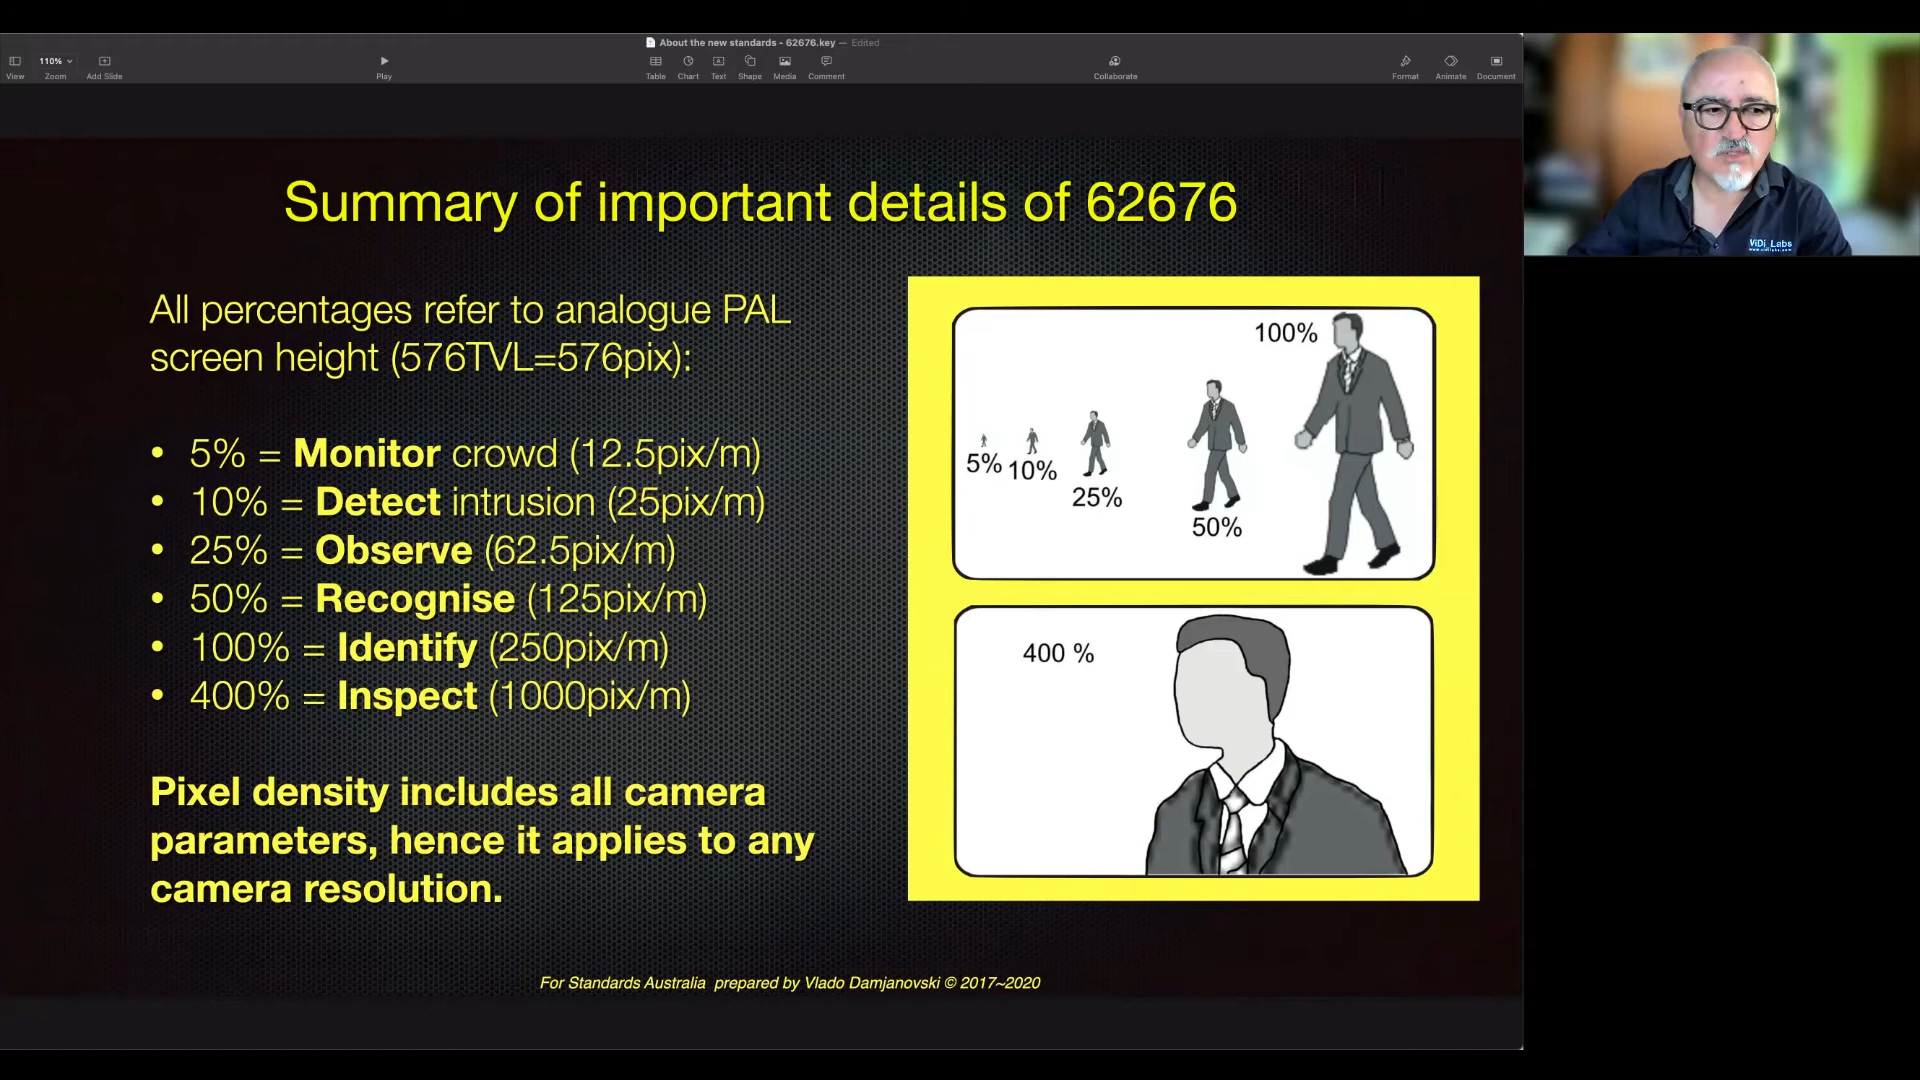 About the new standards - 62676.key — Edited
110%
View Zoom Add Slide Play Table Chart Text Shape Media Comment Collaborate Format Animate Document
Summary of important details of 62676
All percentages refer to analogue PAL
screen height (576TVL=576pix):
• 5% = Monitor crowd (12.5pix/m)
• 10% = Detect intrusion (25pix/m)
• 25% = Observe (62.5pix/m)
• 50% = Recognise (125pix/m)
• 100% = Identify (250pix/m)
• 400% = Inspect (1000pix/m)
Pixel density includes all camera
parameters, hence it applies to any
camera resolution.
100%
5% 10%
25%
50%
400 %
For Standards Australia prepared by Vlado Damjanovski © 2017~2020
ViDi Labs
www.vidilabs.com